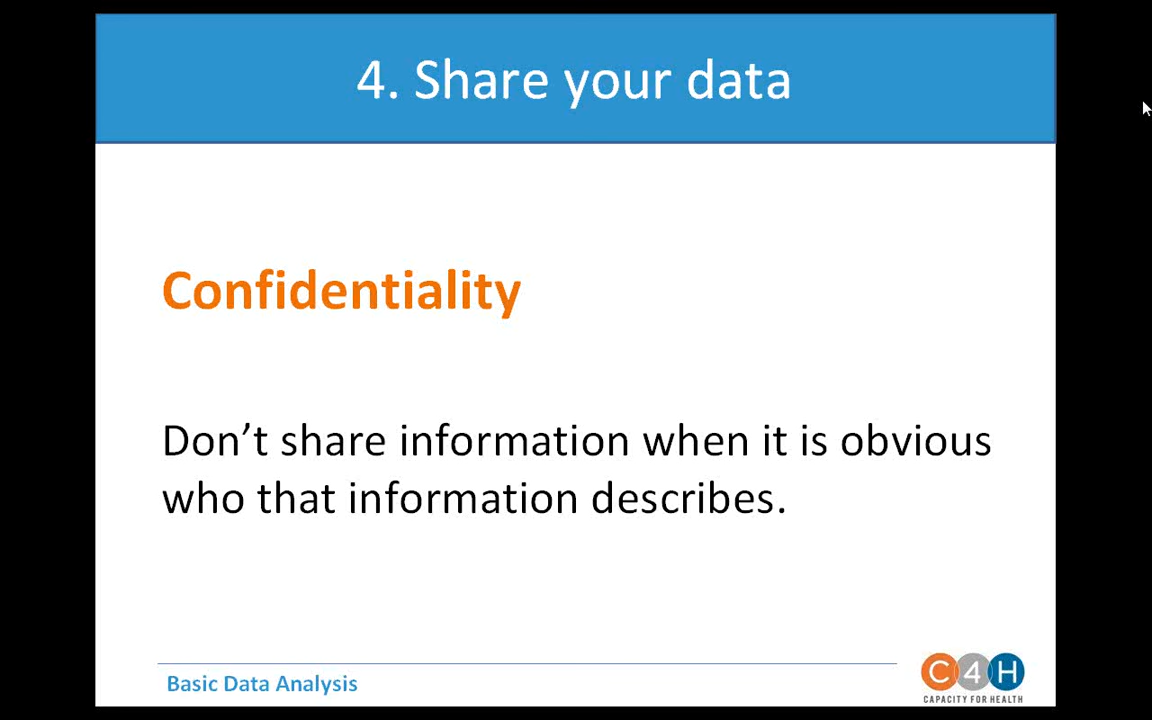 4. Share your data
Confidentiality
Don’t share information when it is obvious
who that information describes.
Basic Data Analysis
C4H
CAPACITY FOR HEALTH